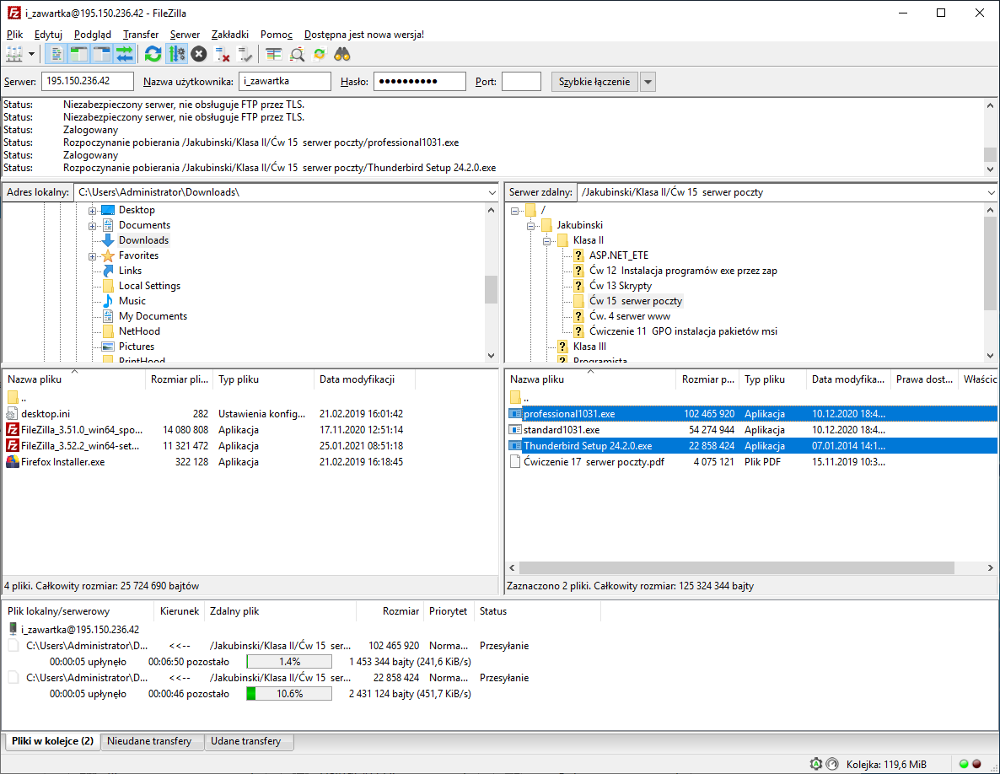 i_zawartka@195.150.236.42 - FileZilla
Plik Edytuj Podgląd Transfer Serwer Zakładki Pomoc Dostępna jest nowa wersja!
Serwer: 195.150.236.42 Nazwa użytkownika: i_zawartka Hasło: ●●●●●●●●●● Port: Szybkie łączenie
Status: Niezabezpieczony serwer, nie obsługuje FTP przez TLS.
Status: Niezabezpieczony serwer, nie obsługuje FTP przez TLS.
Status: Zalogowany
Status: Rozpoczynanie pobierania /Jakubinski/Klasa II/Ćw 15  serwer poczty/professional1031.exe
Status: Zalogowany
Status: Rozpoczynanie pobierania /Jakubinski/Klasa II/Ćw 15  serwer poczty/Thunderbird Setup 24.2.0.exe
Adres lokalny: C:\Users\Administrator\Downloads\
Desktop
Documents
Downloads
Favorites
Links
Local Settings
Music
My Documents
NetHood
Pictures
PrintHood
Serwer zdalny: /Jakubinski/Klasa II/Ćw 15  serwer poczty
/
Jakubinski
Klasa II
ASP.NET_ETE
Ćw 12  Instalacja programów exe przez zap
Ćw 13 Skrypty
Ćw 15  serwer poczty
Ćw. 4 serwer www
Ćwiczenie 11  GPO instalacja pakietów msi
Klasa III
Programista
Nazwa pliku Rozmiar pli... Typ pliku Data modyfikacji
..
desktop.ini 282 Ustawienia konfig... 21.02.2019 16:01:42
FileZilla_3.51.0_win64_spo... 14 080 808 Aplikacja 17.11.2020 12:51:14
FileZilla_3.52.2_win64-set... 11 321 472 Aplikacja 25.01.2021 08:51:18
Firefox Installer.exe 322 128 Aplikacja 21.02.2019 16:18:45
4 pliki. Całkowity rozmiar: 25 724 690 bajtów
Nazwa pliku Rozmiar p... Typ pliku Data modyfika... Prawa dost... Właścic
..
professional1031.exe 102 465 920 Aplikacja 10.12.2020 18:4...
standard1031.exe 54 274 944 Aplikacja 10.12.2020 18:4...
Thunderbird Setup 24.2.0.exe 22 858 424 Aplikacja 07.01.2014 14:1...
Ćwiczenie 17  serwer poczty.pdf 4 075 121 Plik PDF 15.11.2019 10:3...
Zaznaczono 2 pliki. Całkowity rozmiar: 125 324 344 bajty
Plik lokalny/serwerowy Kierunek Zdalny plik Rozmiar Priorytet Status
i_zawartka@195.150.236.42
C:\Users\Administrator\D... <<-- /Jakubinski/Klasa II/Ćw 15  ser... 102 465 920 Norma... Przesyłanie
00:00:05 upłynęło 00:06:50 pozostało 1.4% 1 453 344 bajty (241,6 KiB/s)
C:\Users\Administrator\D... <<-- /Jakubinski/Klasa II/Ćw 15  ser... 22 858 424 Norma... Przesyłanie
00:00:05 upłynęło 00:00:46 pozostało 10.6% 2 431 124 bajty (451,7 KiB/s)
Pliki w kolejce (2) Nieudane transfery Udane transfery
Kolejka: 119,6 MiB